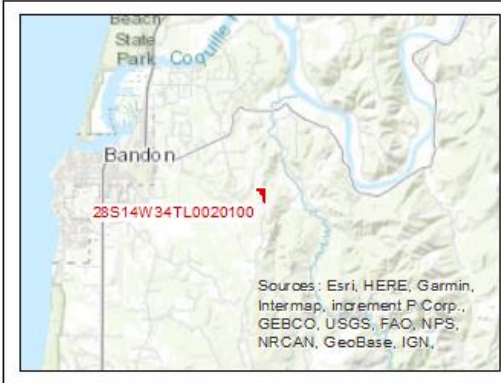 Beach
State
Park
Coquille
Bandon
28S14W34TL0020100
Sources: Esri, HERE, Garmin,
Intermap, increment P Corp.,
GEBCO, USGS, FAO, NPS,
NRCAN, GeoBase, IGN,